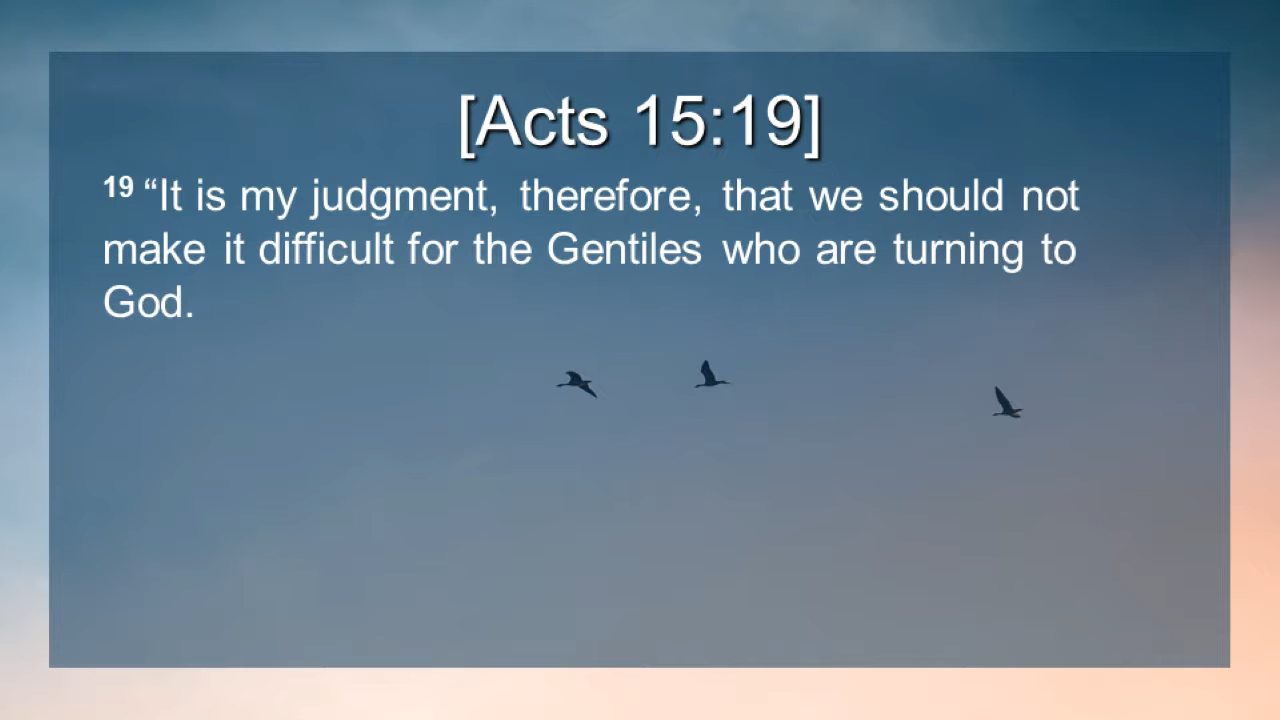 [Acts 15:19]
19 “It is my judgment, therefore, that we should not
make it difficult for the Gentiles who are turning to
God.